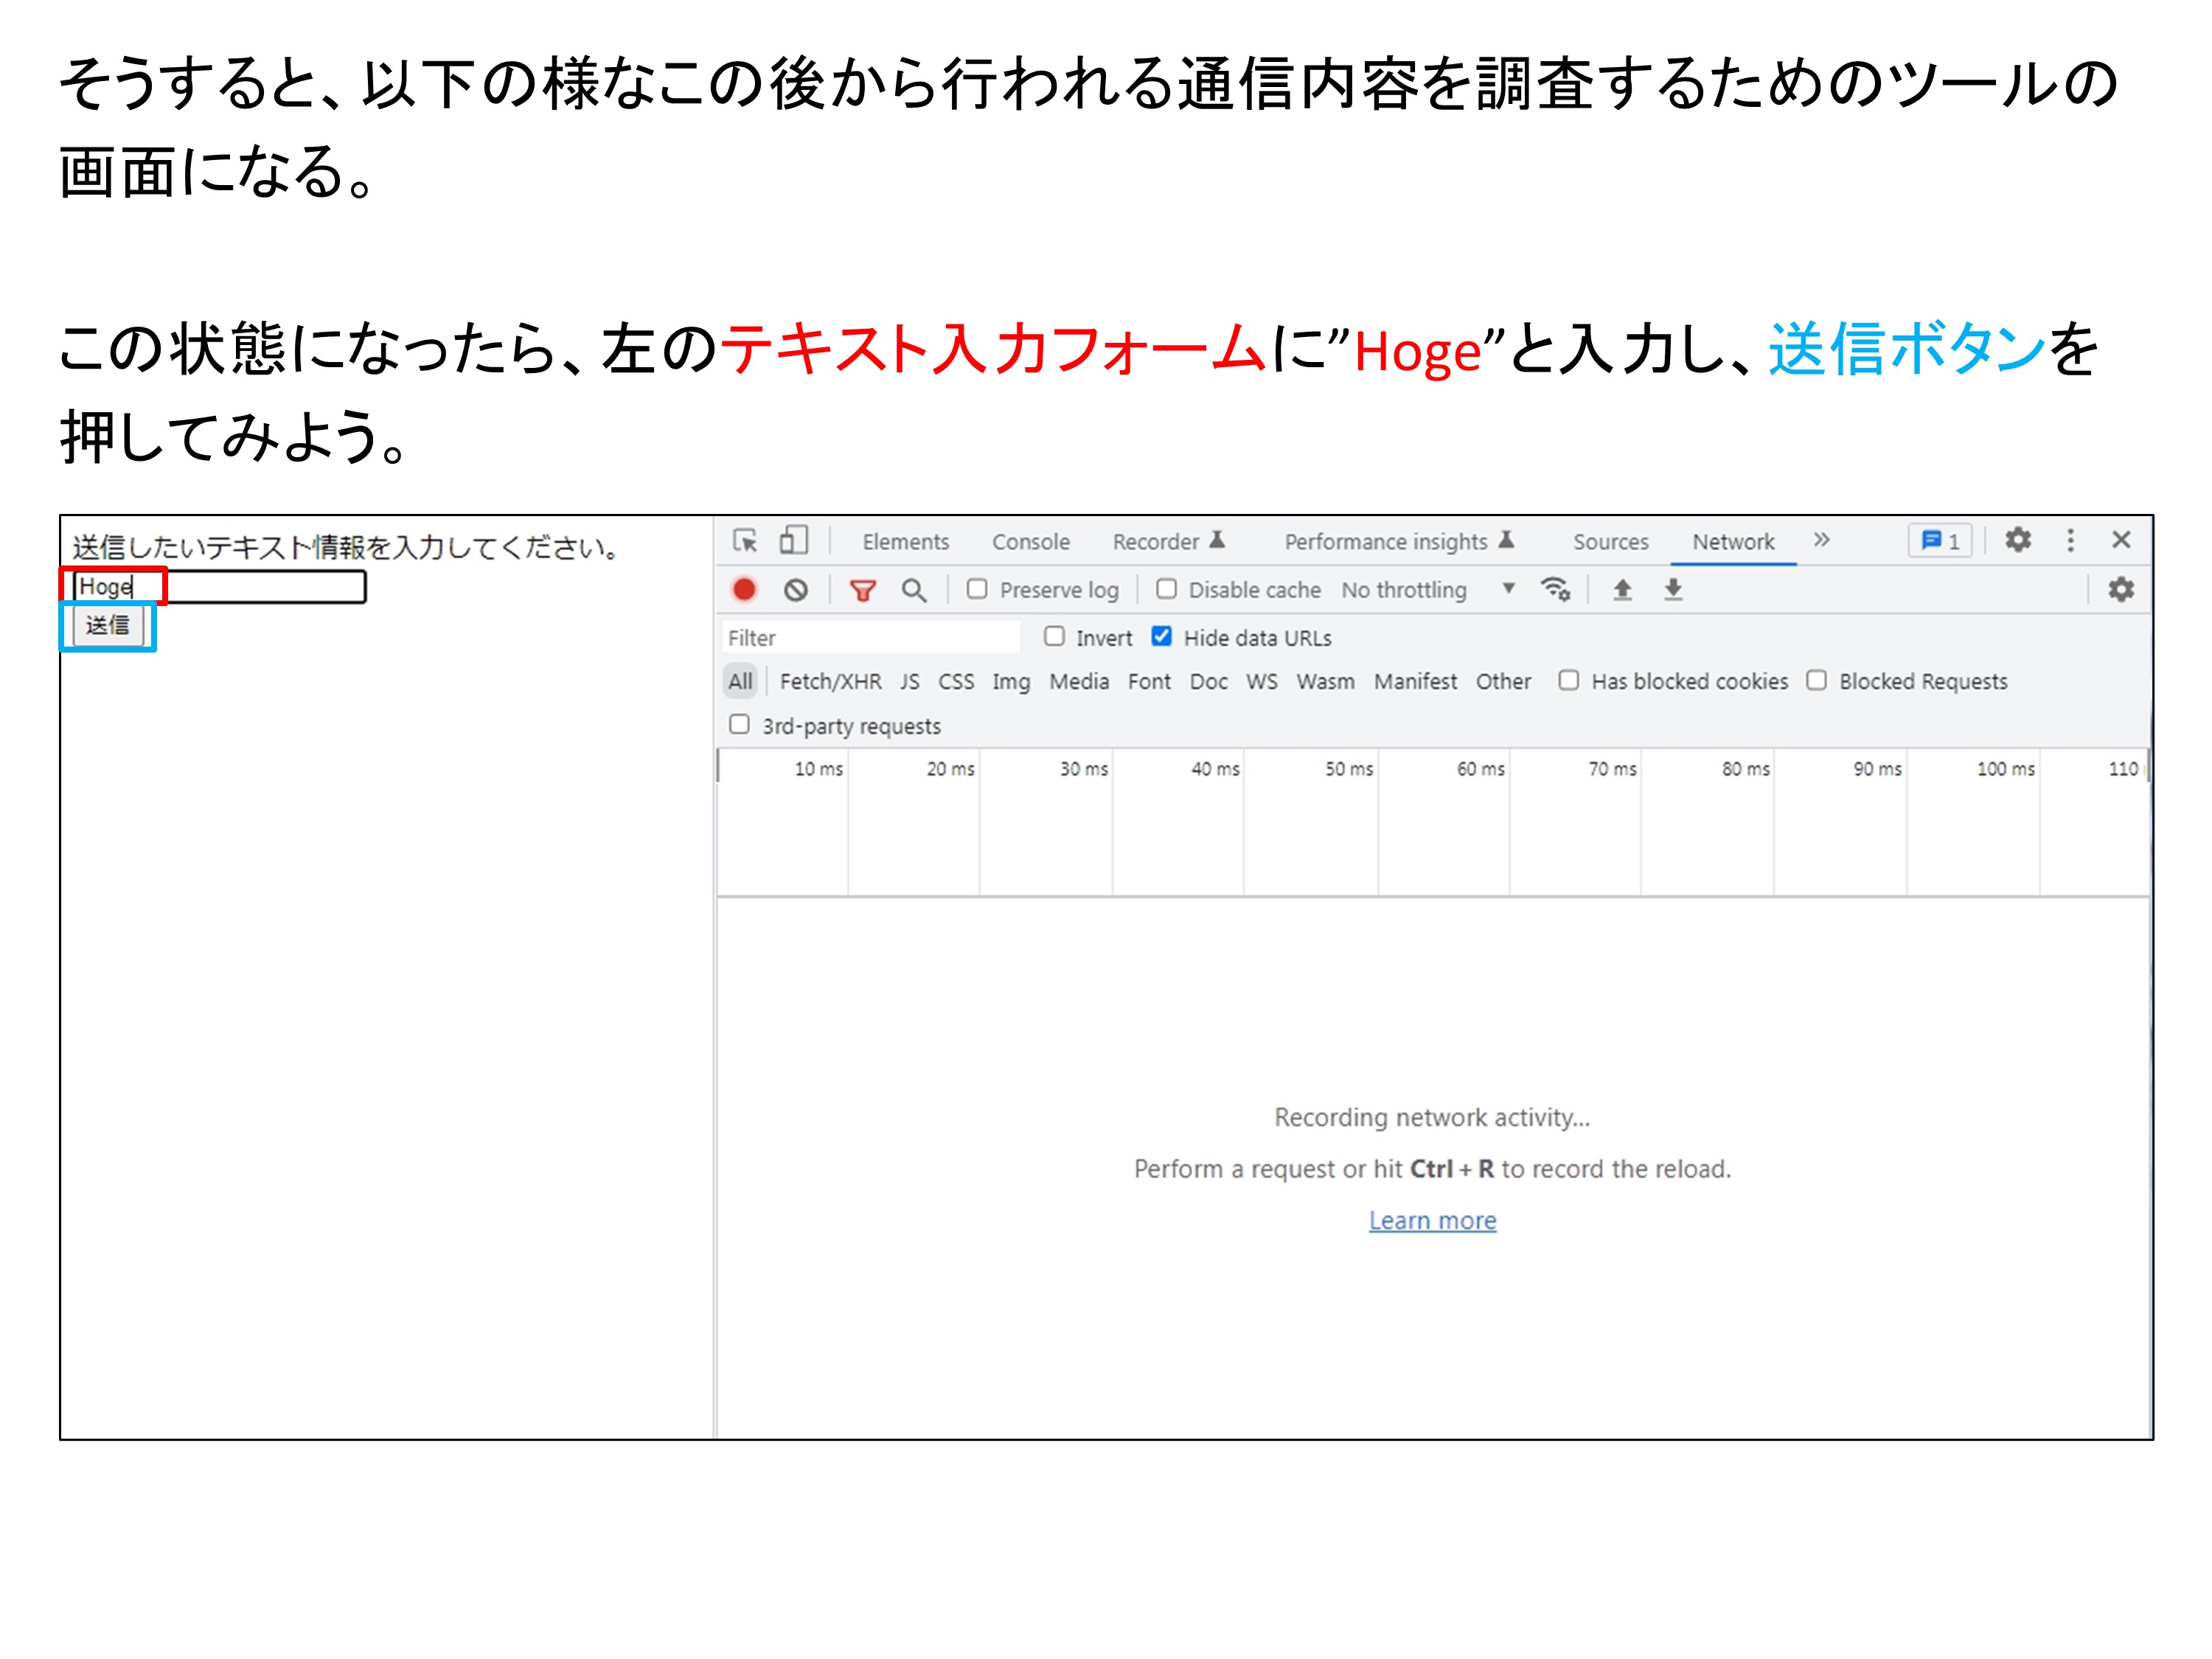 そうすると、以下の様なこの後から行われる通信内容を調査するためのツールの
画面になる。
この状態になったら、左のテキスト入力フォームに”Hoge”と入力し、送信ボタンを
押してみよう。
送信したいテキスト情報を入力してください。
Hoge
送信
Elements Console Recorder Performance insights Sources Network » 1
Preserve log Disable cache No throttling
Filter Invert Hide data URLs
All Fetch/XHR JS CSS Img Media Font Doc WS Wasm Manifest Other Has blocked cookies Blocked Requests
3rd-party requests
10 ms 20 ms 30 ms 40 ms 50 ms 60 ms 70 ms 80 ms 90 ms 100 ms 110
Recording network activity...
Perform a request or hit Ctrl + R to record the reload.
Learn more